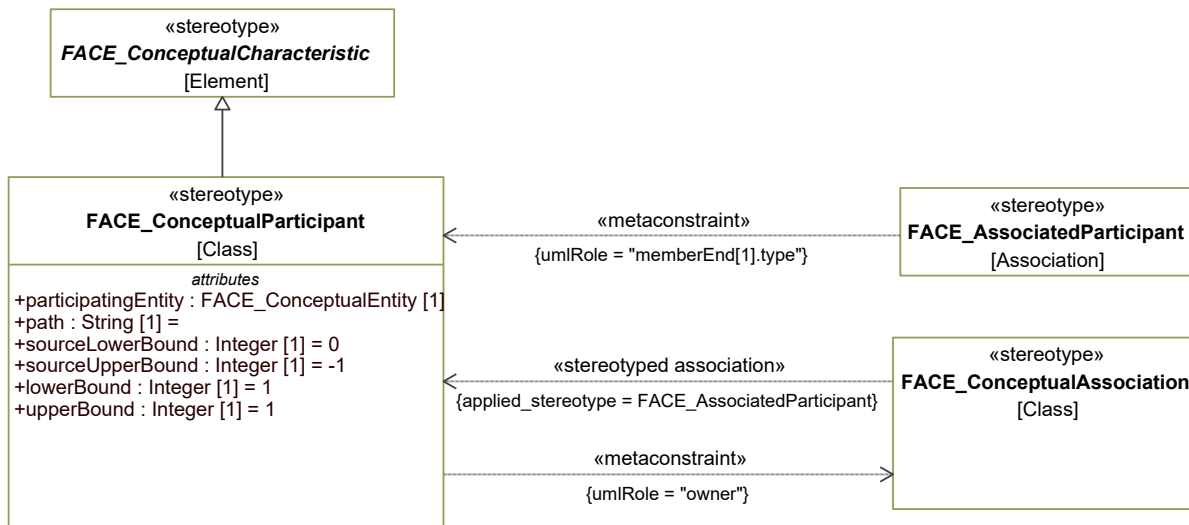 «stereotype»
FACE_ConceptualCharacteristic
[Element]
«stereotype»
FACE_ConceptualParticipant
[Class]
attributes
+participatingEntity : FACE_ConceptualEntity [1]
+path : String [1] =
+sourceLowerBound : Integer [1] = 0
+sourceUpperBound : Integer [1] = -1
+lowerBound : Integer [1] = 1
+upperBound : Integer [1] = 1
«metaconstraint»
{umlRole = "memberEnd[1].type"}
«stereotype»
FACE_AssociatedParticipant
[Association]
«stereotyped association»
{applied_stereotype = FACE_AssociatedParticipant}
«stereotype»
FACE_ConceptualAssociation
[Class]
«metaconstraint»
{umlRole = "owner"}